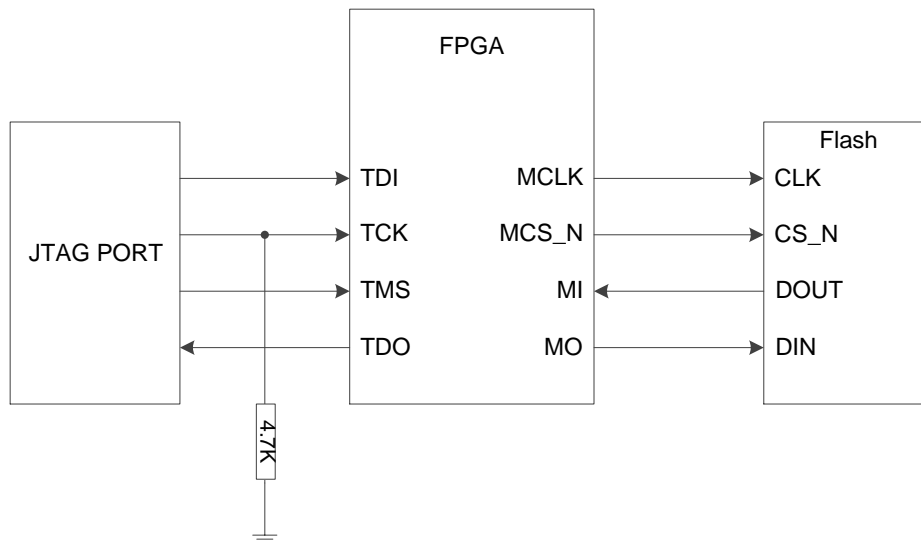 FPGA
Flash
TDI
MCLK
CLK
TCK
MCS_N
CS_N
JTAG PORT
TMS
MI
DOUT
TDO
MO
DIN
4.7K